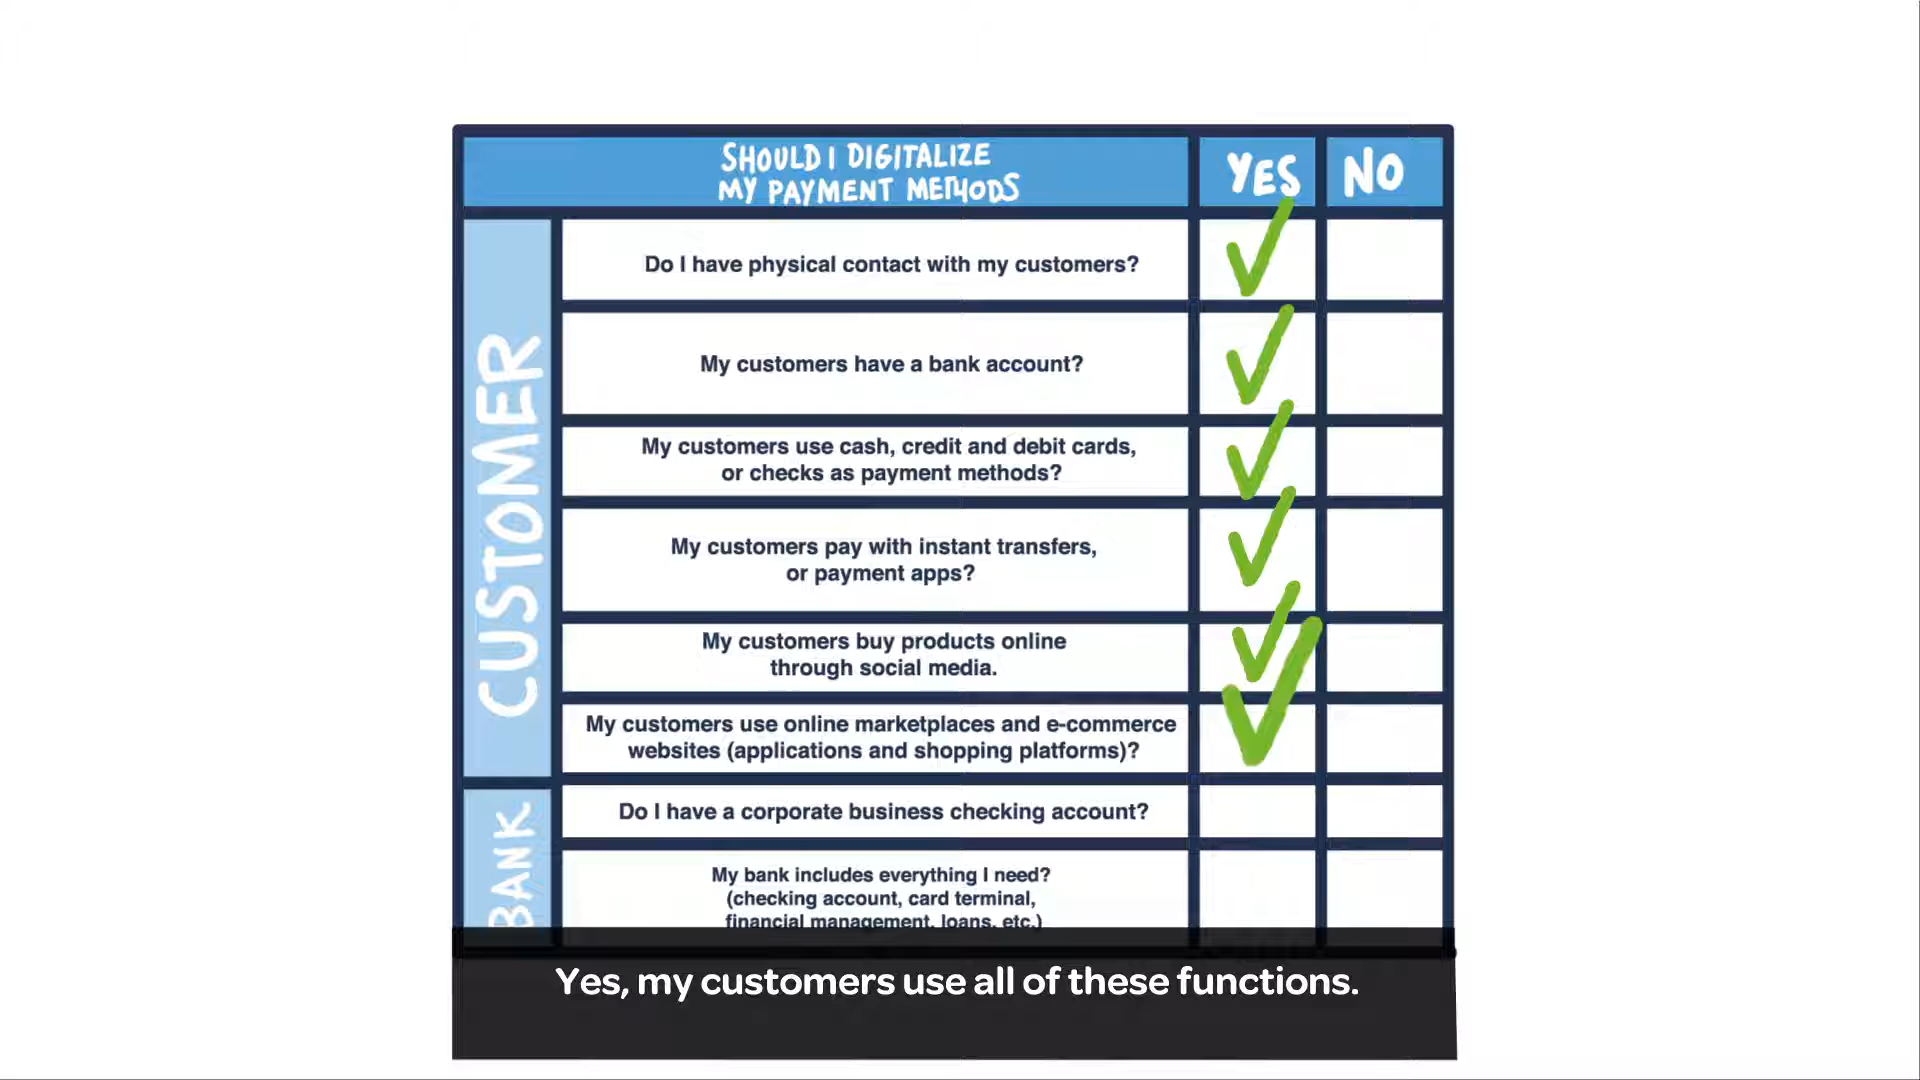 SHOULD I DIGITALIZE
MY PAYMENT METHODS
YES
NO
CUSTOMER
Do I have physical contact with my customers?
My customers have a bank account?
My customers use cash, credit and debit cards,
or checks as payment methods?
My customers pay with instant transfers,
or payment apps?
My customers buy products online
through social media.
My customers use online marketplaces and e-commerce
websites (applications and shopping platforms)?
BANK
Do I have a corporate business checking account?
My bank includes everything I need?
(checking account, card terminal,
financial management, loans, etc.)
Yes, my customers use all of these functions.